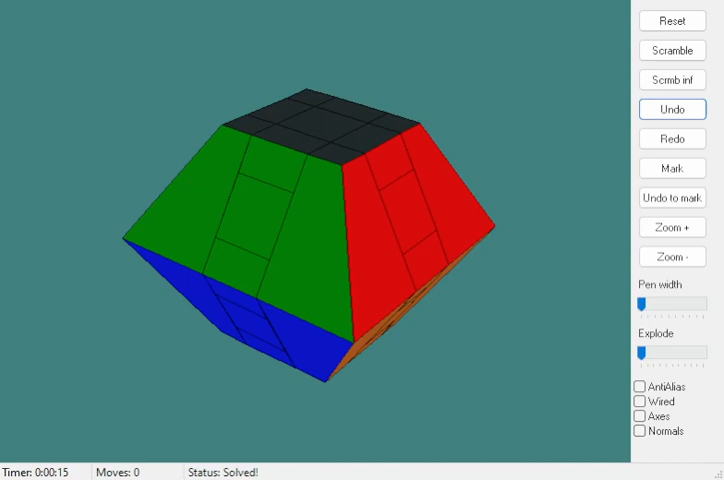 Reset
Scramble
Scrmb inf
Undo
Redo
Mark
Undo to mark
Zoom +
Zoom -
Pen width
Explode
AntiAlias
Wired
Axes
Normals
Timer: 0:00:15 Moves: 0 Status: Solved!